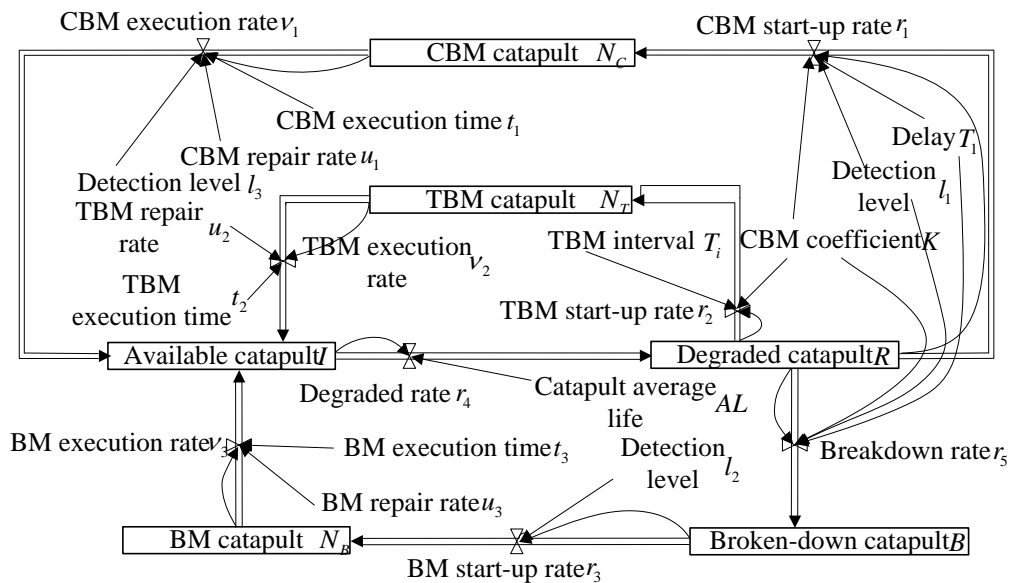 CBM execution rate ν₁
CBM start-up rate r₁
CBM catapult N_C
CBM execution time t₁
Delay T₁
CBM repair rate u₁
Detection level l₃
Detection
level l₁
TBM catapult N_T
TBM repair
rate u₂
TBM execution
rate ν₂
TBM interval T_i
CBM coefficient K
TBM
execution time t₂
TBM start-up rate r₂
Available catapult I
Degraded catapult R
Degraded rate r₄
Catapult average
life AL
BM execution rate ν₃
BM execution time t₃
Detection
level l₂
Breakdown rate r₅
BM repair rate u₃
BM catapult N_B
Broken-down catapult B
BM start-up rate r₃